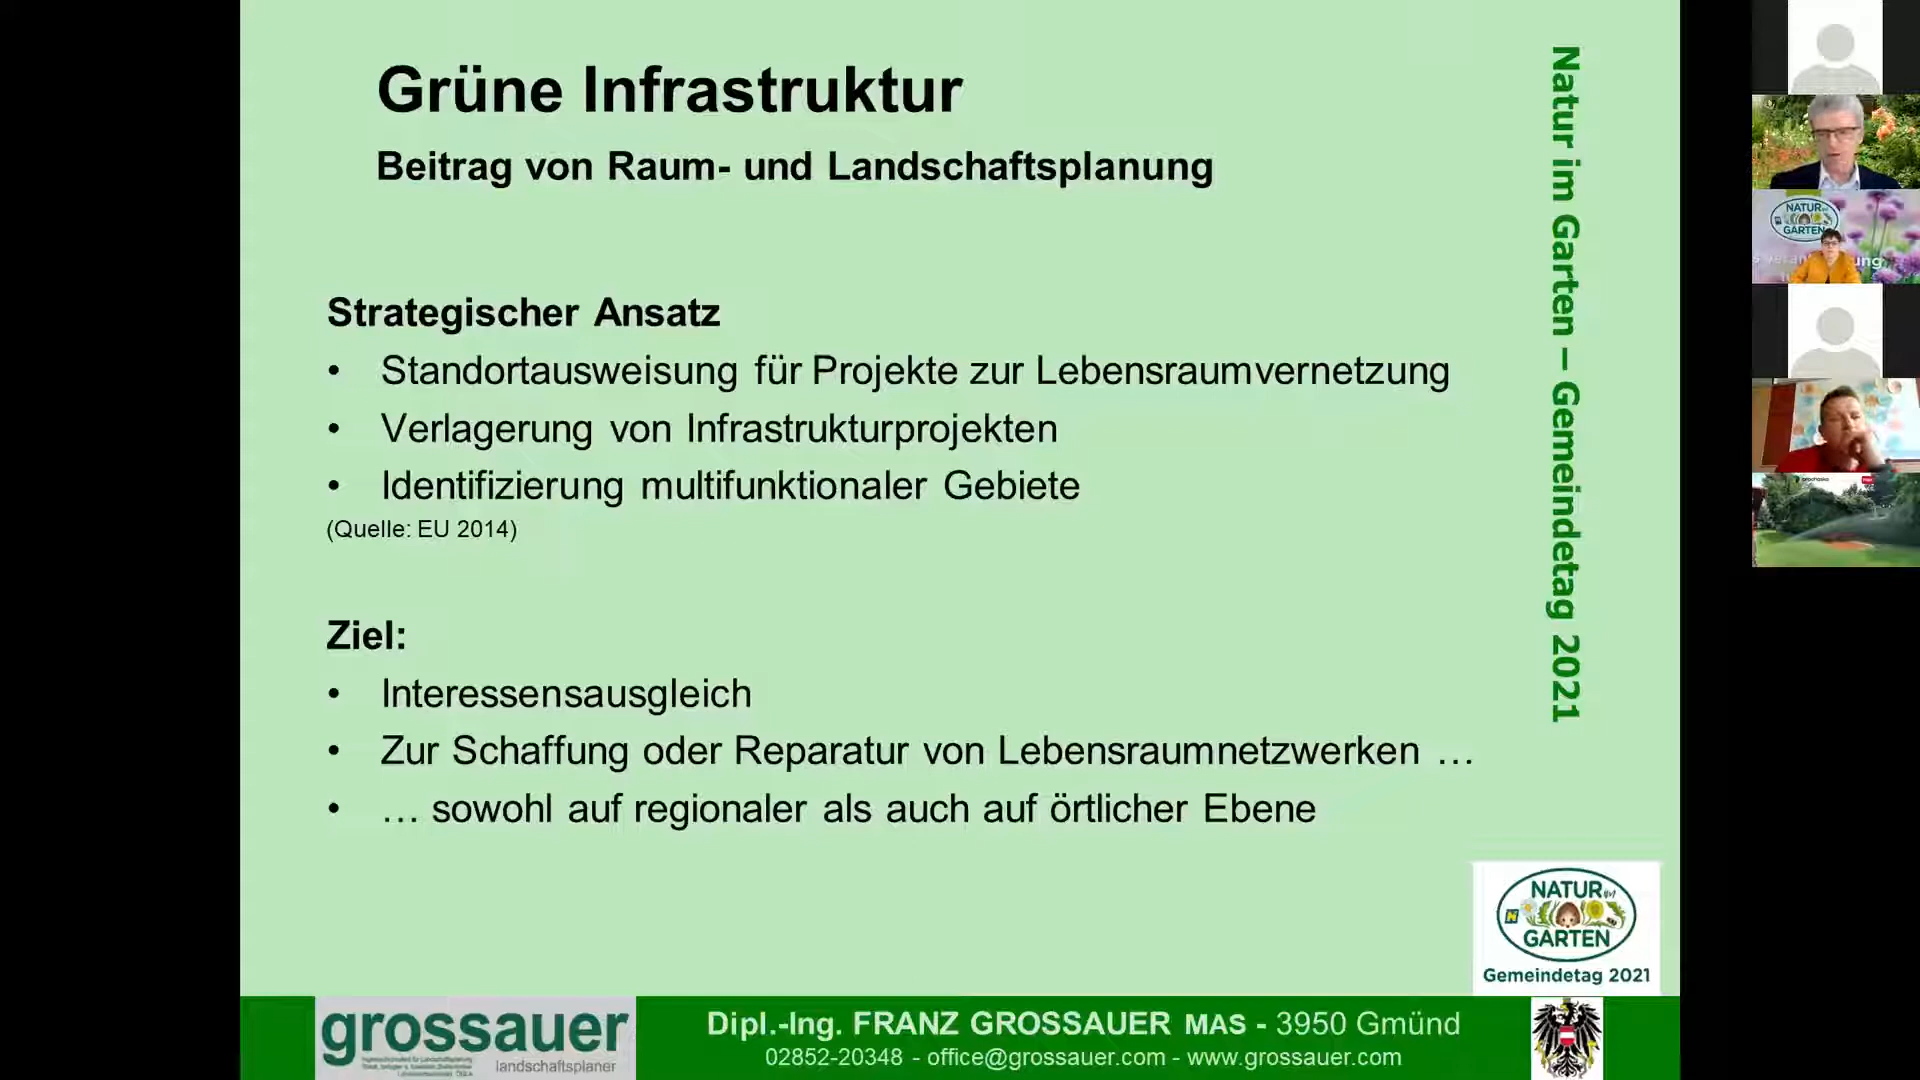 Grüne Infrastruktur
Beitrag von Raum- und Landschaftsplanung
Strategischer Ansatz
• Standortausweisung für Projekte zur Lebensraumvernetzung
• Verlagerung von Infrastrukturprojekten
• Identifizierung multifunktionaler Gebiete
(Quelle: EU 2014)
Ziel:
• Interessensausgleich
• Zur Schaffung oder Reparatur von Lebensraumnetzwerken …
• … sowohl auf regionaler als auch auf örtlicher Ebene
Natur im Garten – Gemeindetag 2021
NATUR im
GARTEN
Gemeindetag 2021
grossauer
landschaftsplaner
Dipl.-Ing. FRANZ GROSSAUER MAS - 3950 Gmünd
02852-20348 - office@grossauer.com - www.grossauer.com
NATUR im
GARTEN